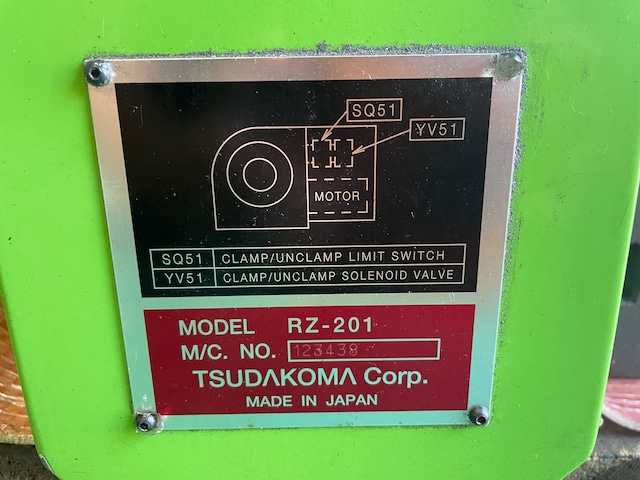 SQ51
YV51
MOTOR
SQ51 CLAMP/UNCLAMP LIMIT SWITCH
YV51 CLAMP/UNCLAMP SOLENOID VALVE
MODEL RZ-201
M/C. NO. 123438
TSUDAKOMA Corp.
MADE IN JAPAN